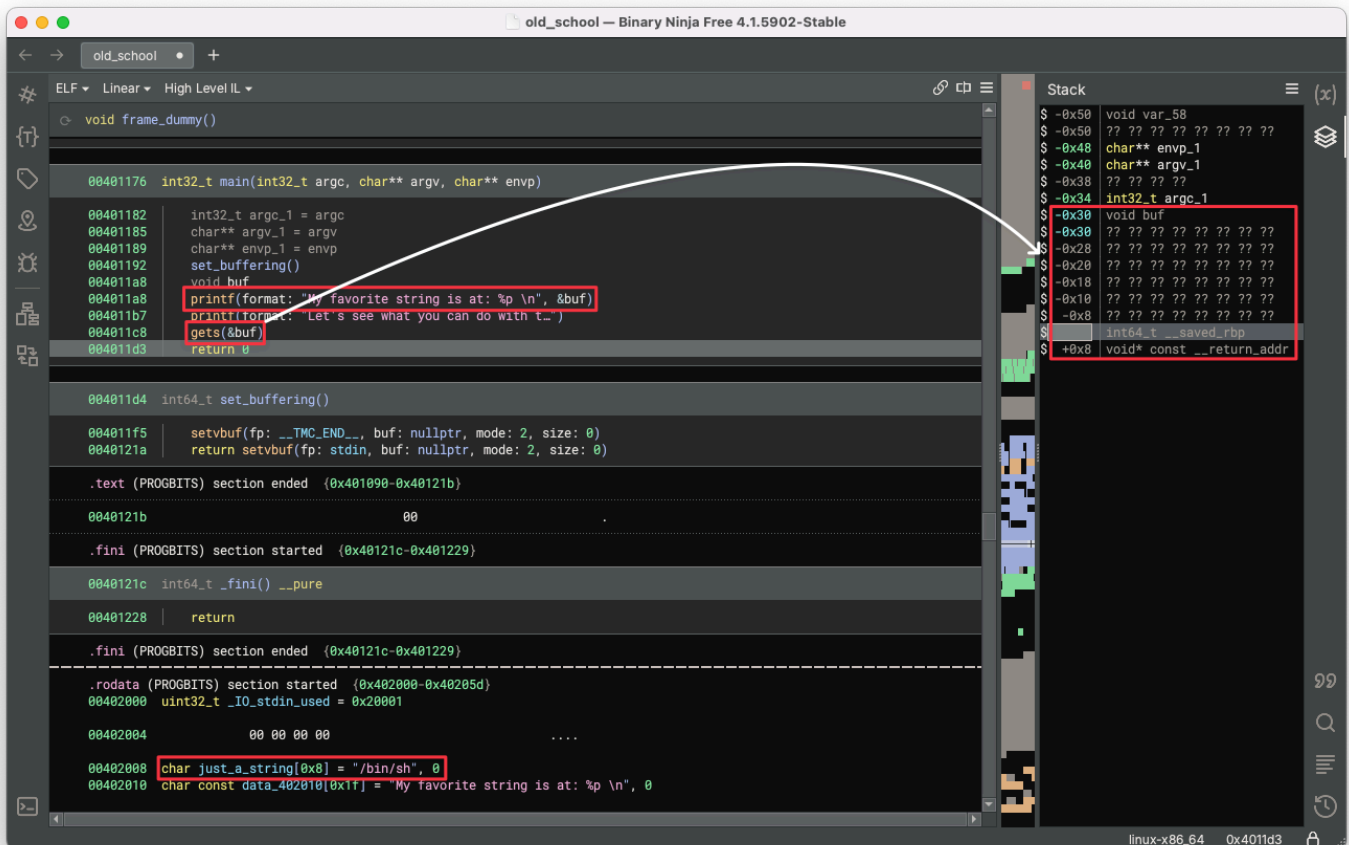 old_school — Binary Ninja Free 4.1.5902-Stable
old_school
ELF Linear High Level IL
void frame_dummy()
00401176 int32_t main(int32_t argc, char** argv, char** envp)
00401182 int32_t argc_1 = argc
00401185 char** argv_1 = argv
00401189 char** envp_1 = envp
00401192 set_buffering()
004011a8 void buf
004011a8 printf(format: "My favorite string is at: %p \n", &buf)
004011b7 printf(format: "Let's see what you can do with t…")
004011c8 gets(&buf)
004011d3 return 0
004011d4 int64_t set_buffering()
004011f5 setvbuf(fp: __TMC_END__, buf: nullptr, mode: 2, size: 0)
0040121a return setvbuf(fp: stdin, buf: nullptr, mode: 2, size: 0)
.text (PROGBITS) section ended {0x401090-0x40121b}
0040121b 00 .
.fini (PROGBITS) section started {0x40121c-0x401229}
0040121c int64_t _fini() __pure
00401228 return
.fini (PROGBITS) section ended {0x40121c-0x401229}
.rodata (PROGBITS) section started {0x402000-0x40205d}
00402000 uint32_t _IO_stdin_used = 0x20001
00402004 00 00 00 00 ....
00402008 char just_a_string[0x8] = "/bin/sh", 0
00402010 char const data_402010[0x1f] = "My favorite string is at: %p \n", 0
Stack
$ -0x50 void var_58
$ -0x50 ?? ?? ?? ?? ?? ?? ?? ??
$ -0x48 char** envp_1
$ -0x40 char** argv_1
$ -0x38 ?? ?? ?? ??
$ -0x34 int32_t argc_1
$ -0x30 void buf
$ -0x30 ?? ?? ?? ?? ?? ?? ?? ??
$ -0x28 ?? ?? ?? ?? ?? ?? ?? ??
$ -0x20 ?? ?? ?? ?? ?? ?? ?? ??
$ -0x18 ?? ?? ?? ?? ?? ?? ?? ??
$ -0x10 ?? ?? ?? ?? ?? ?? ?? ??
$ -0x8 ?? ?? ?? ?? ?? ?? ?? ??
$ int64_t __saved_rbp
$ +0x8 void* const __return_addr
linux-x86_64 0x4011d3